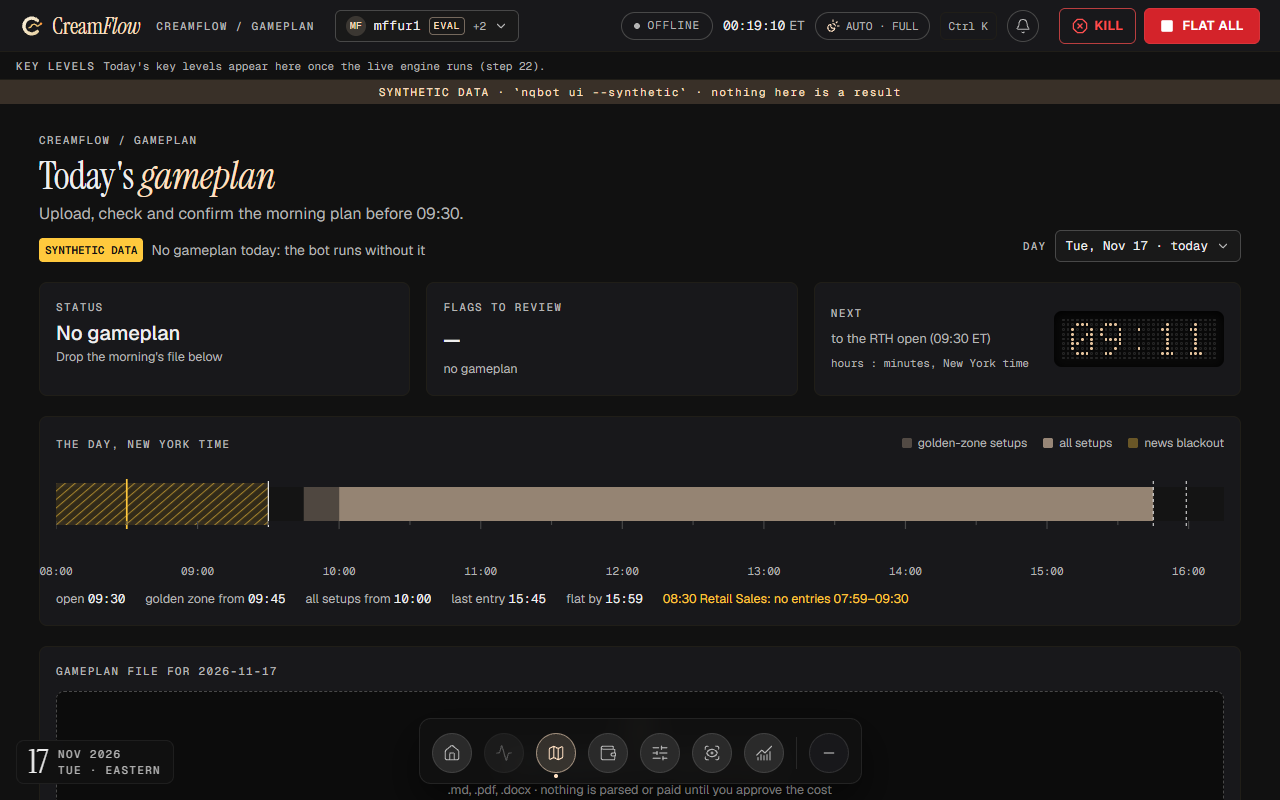 CreamFlow CREAMFLOW / GAMEPLAN MF mffur1 EVAL +2 OFFLINE 00:19:10 ET AUTO · FULL Ctrl K KILL FLAT ALL
KEY LEVELS Today's key levels appear here once the live engine runs (step 22).
SYNTHETIC DATA · `nqbot ui --synthetic` · nothing here is a result
CREAMFLOW / GAMEPLAN
Today's gameplan
Upload, check and confirm the morning plan before 09:30.
SYNTHETIC DATA No gameplan today: the bot runs without it
DAY Tue, Nov 17 · today
STATUS
No gameplan
Drop the morning's file below
FLAGS TO REVIEW
—
no gameplan
NEXT
to the RTH open (09:30 ET)
hours : minutes, New York time
09:11
THE DAY, NEW YORK TIME
golden-zone setups all setups news blackout
08:00 09:00 10:00 11:00 12:00 13:00 14:00 15:00 16:00
open 09:30 golden zone from 09:45 all setups from 10:00 last entry 15:45 flat by 15:59 08:30 Retail Sales: no entries 07:59–09:30
GAMEPLAN FILE FOR 2026-11-17
17 NOV 2026
TUE · EASTERN
.md, .pdf, .docx · nothing is parsed or paid until you approve the cost